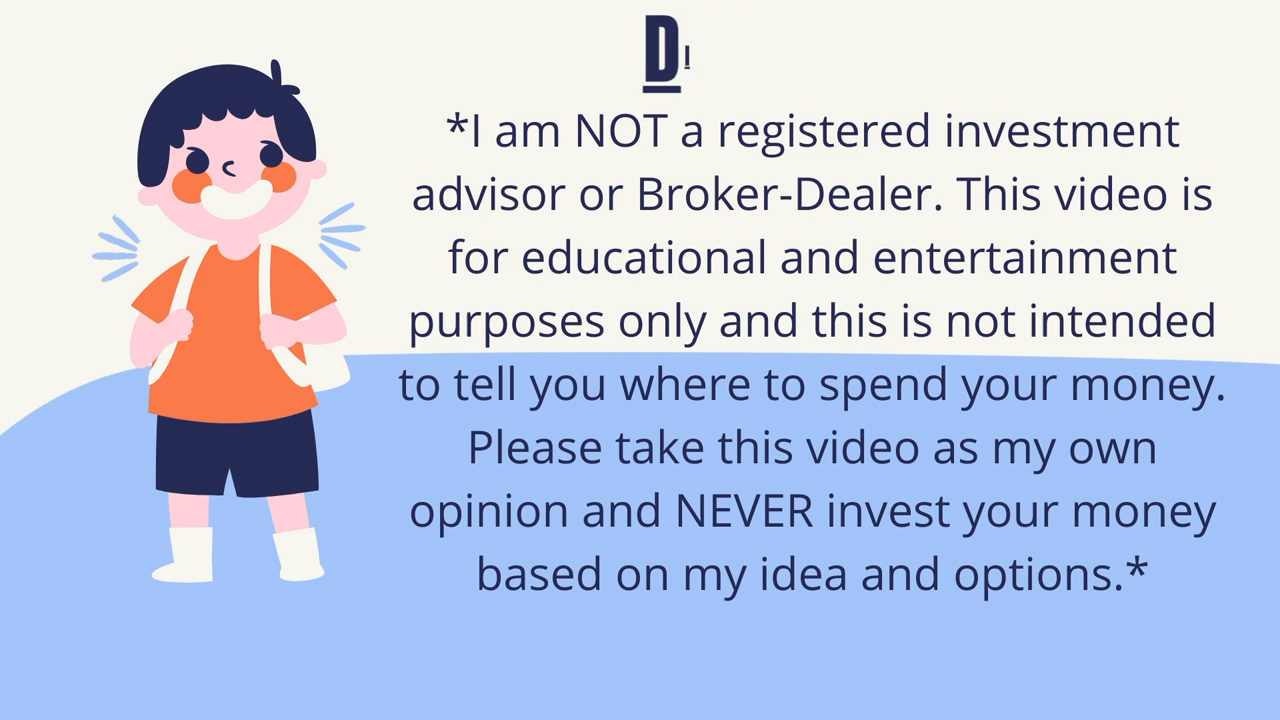 DI
*I am NOT a registered investment
advisor or Broker-Dealer. This video is
for educational and entertainment
purposes only and this is not intended
to tell you where to spend your money.
Please take this video as my own
opinion and NEVER invest your money
based on my idea and options.*